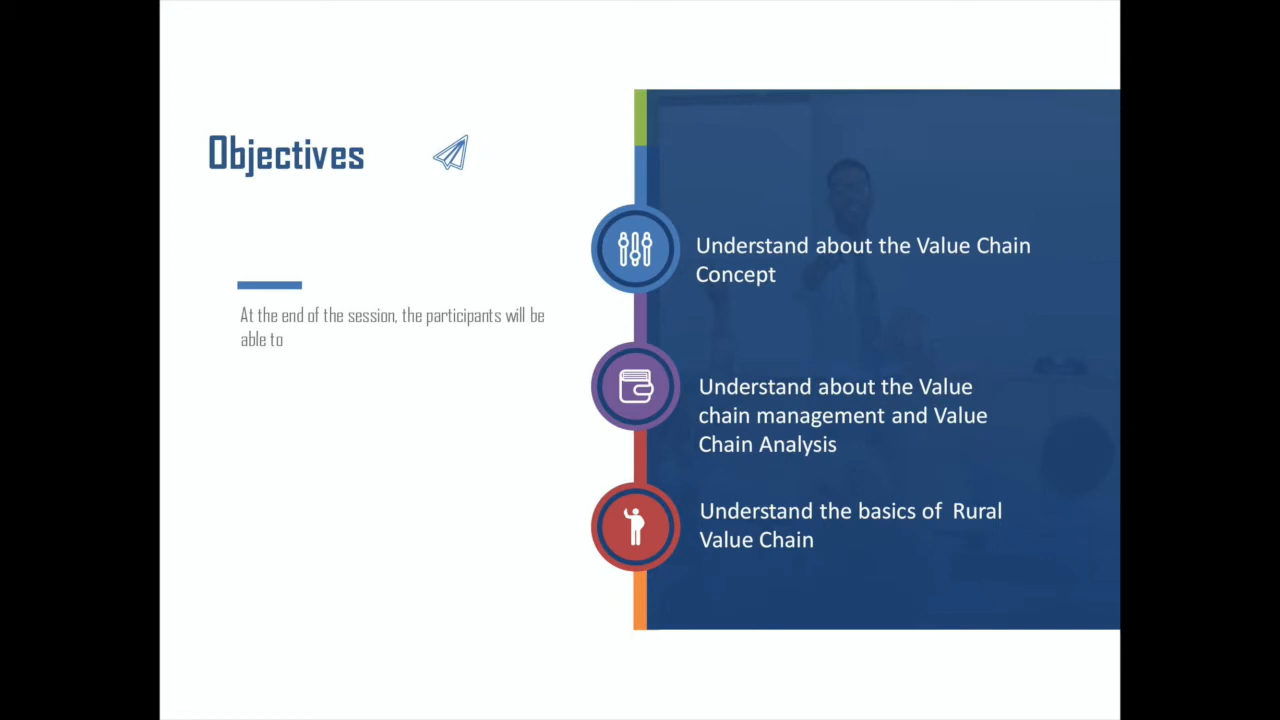 Objectives
At the end of the session, the participants will be
able to
Understand about the Value Chain
Concept
Understand about the Value
chain management and Value
Chain Analysis
Understand the basics of  Rural
Value Chain